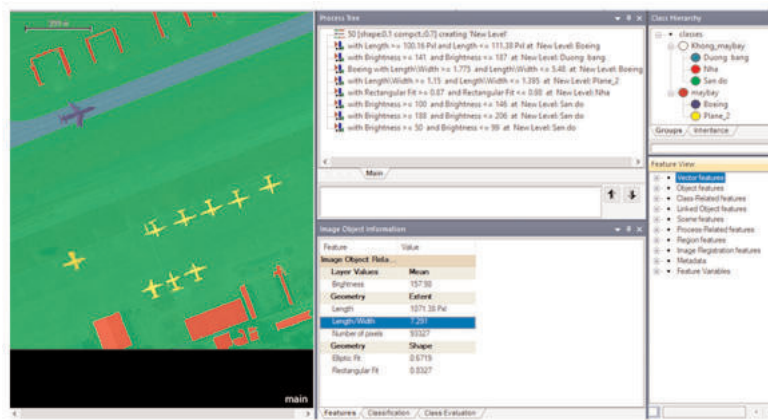 Process Tree
50 [shape:0.1 compct.:0.7] creating 'New Level'
with Length >= 100.16 Pxl and Length <= 111.38 Pxl at New Level: Boeing
with Brightness >= 141 and Brightness <= 187 at New Level: Duong bang
Boeing with Length\Width >= 1.775 and Length\Width <= 3.48 at New Level: Boeing
with Length\Width >= 1.15 and Length\Width <= 1.395 at New Level: Plane_2
with Rectangular Fit >= 0.87 and Rectangular Fit <= 0.98 at New Level: Nha
with Brightness >= 100 and Brightness <= 146 at New Level: San do
with Brightness >= 188 and Brightness <= 206 at New Level: San do
with Brightness >= 50 and Brightness <= 99 at New Level: San do
Main
main
Image Object Information
Feature Value
Image Object Rela...
Layer Values Mean
Brightness 157.98
Geometry Extent
Length 1071.38 Pxl
Length/Width 7.291
Number of pixels 93327
Geometry Shape
Elliptic Fit 0.6719
Rectangular Fit 0.8327
Features Classification Class Evaluation
Class Hierarchy
classes
Khong_maybay
Duong bang
Nha
San do
maybay
Boeing
Plane_2
Groups Inheritance
Feature View
Vector features
Object features
Class-Related features
Linked Object features
Scene features
Process-Related features
Region features
Image Registration features
Metadata
Feature Variables